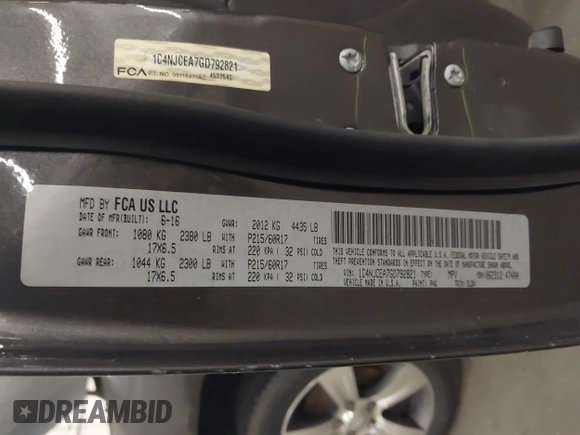 1C4NJCEA7GD792821
FCA
4532542
MFD BY FCA US LLC
DATE OF MFR(BUILT): 6-16 GVWR: 2012 KG 4435 LB
GAWR FRONT: 1080 KG 2380 LB WITH P215/60R17 TIRES
17X6.5 RIMS AT 220 KPA ( 32 PSI) COLD
GAWR REAR: 1044 KG 2300 LB WITH P215/60R17 TIRES
17X6.5 RIMS AT 220 KPA ( 32 PSI) COLD
THIS VEHICLE CONFORMS TO ALL APPLICABLE U.S.A. FEDERAL MOTOR VEHICLE SAFETY AND
THEFT PREVENTION STANDARDS IN EFFECT ON THE DATE OF MANUFACTURE SHOWN ABOVE.
VIN: 1C4NJCEA7GD792821 TYPE: MPV
VEHICLE MADE IN U.S.A. PAINT: PAU
DREAMBID